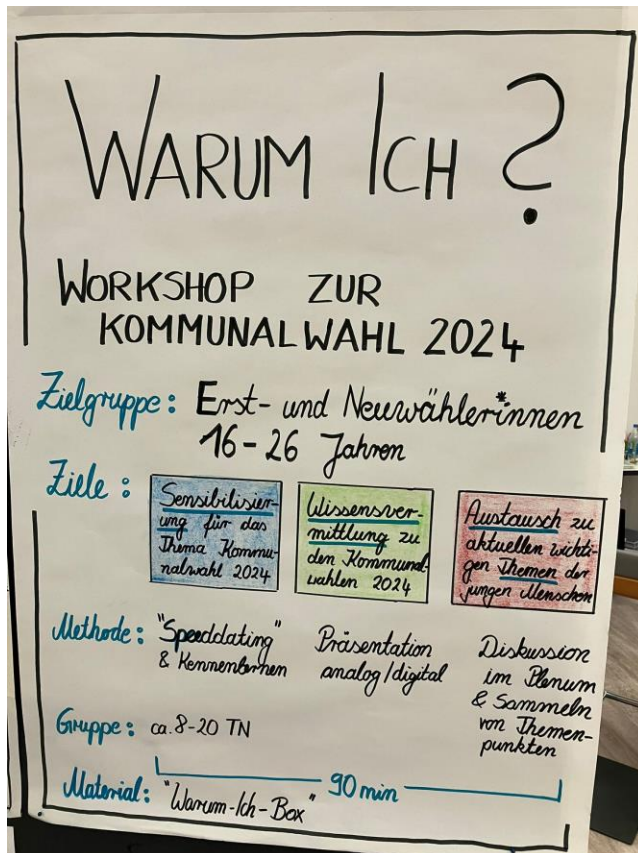 WARUM ICH ?
WORKSHOP ZUR
KOMMUNALWAHL 2024
Zielgruppe: Erst- und Neuwähler*innen
16-26 Jahren
Ziele:
Sensibilisier-
ung für das
Thema Kommu-
nalwahl 2024
Wissensver-
mittlung zu
den Kommunal-
wahlen 2024
Austausch zu
aktuellen wichti-
gen Themen der
jungen Menschen
Methode:
"Speeddating"
& Kennenlernen
Präsentation
analog/digital
Diskussion
im Plenum
& Sammeln
von Themen-
punkten
Gruppe: ca. 8-20 TN
90 min
Material: "Warum-Ich-Box"